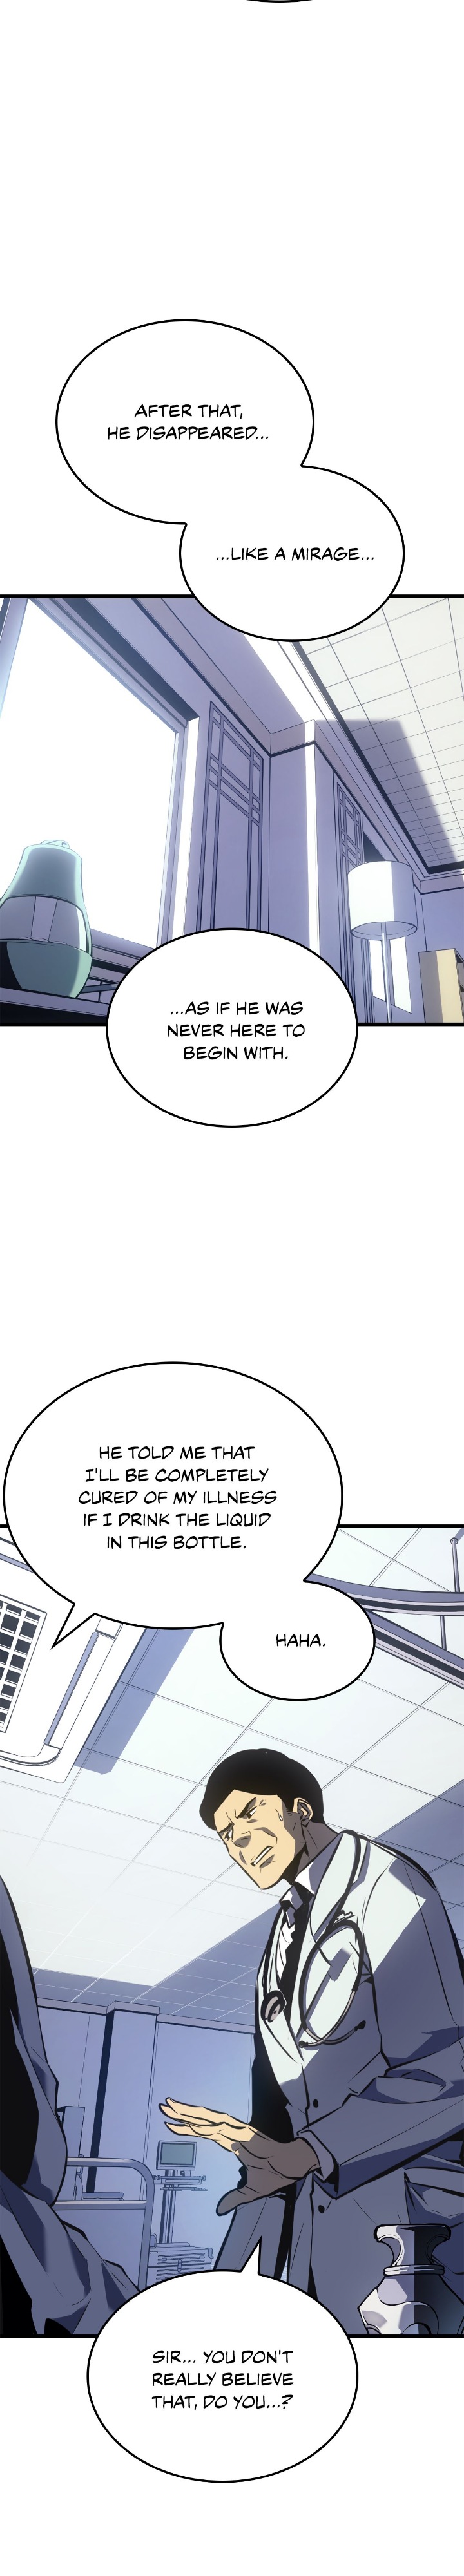 AFTER THAT,
HE DISAPPEARED...
...LIKE A MIRAGE...
...AS IF HE WAS
NEVER HERE TO
BEGIN WITH.
HE TOLD ME THAT
I'LL BE COMPLETELY
CURED OF MY ILLNESS
IF I DRINK THE LIQUID
IN THIS BOTTLE.
HAHA.
SIR... YOU DON'T
REALLY BELIEVE
THAT, DO YOU...?